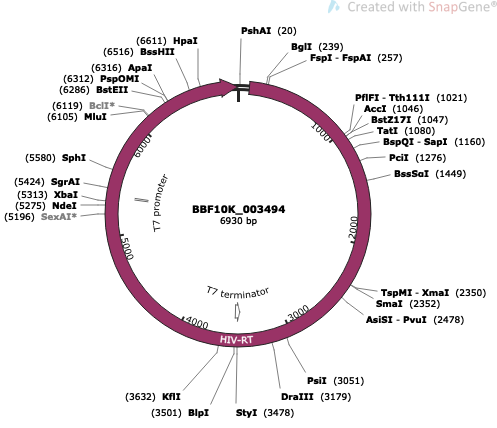 Created with SnapGene®
PshAI (20)
BglI (239)
FspI - FspAI (257)
PflFI - Tth111I (1021)
AccI (1046)
BstZ17I (1047)
TatI (1080)
BspQI - SapI (1160)
PciI (1276)
BssSαI (1449)
TspMI - XmaI (2350)
SmaI (2352)
AsiSI - PvuI (2478)
PsiI (3051)
DraIII (3179)
StyI (3478)
(3501) BlpI
(3632) KflI
(5196) SexAI*
(5275) NdeI
(5313) XbaI
(5424) SgrAI
(5580) SphI
(6105) MluI
(6119) BclI*
(6286) BstEII
(6312) PspOMI
(6316) ApaI
(6516) BssHII
(6611) HpaI
1000
2000
3000
4000
5000
6000
T7 promoter
BBF10K_003494
6930 bp
T7 terminator
HIV-RT